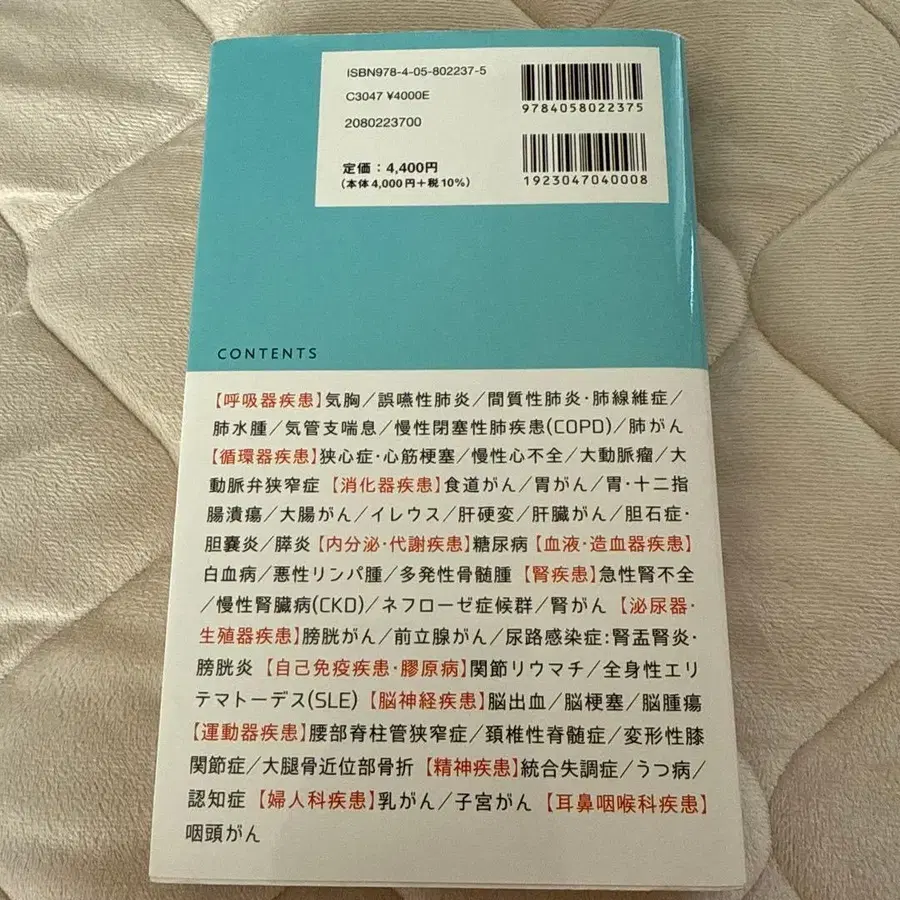 ISBN978-4-05-802237-5
C3047 ¥4000E
2080223700
定価：4,400円
（本体4,000円＋税10%）
9784058022375
1923047040008
CONTENTS
【呼吸器疾患】気胸／誤嚥性肺炎／間質性肺炎・肺線維症／
肺水腫／気管支喘息／慢性閉塞性肺疾患(COPD)／肺がん
【循環器疾患】狭心症・心筋梗塞／慢性心不全／大動脈瘤／大
動脈弁狭窄症【消化器疾患】食道がん／胃がん／胃・十二指
腸潰瘍／大腸がん／イレウス／肝硬変／肝臓がん／胆石症・
胆嚢炎／膵炎【内分泌・代謝疾患】糖尿病【血液・造血器疾患】
白血病／悪性リンパ腫／多発性骨髄腫【腎疾患】急性腎不全
／慢性腎臓病(CKD)／ネフローゼ症候群／腎がん【泌尿器・
生殖器疾患】膀胱がん／前立腺がん／尿路感染症:腎盂腎炎・
膀胱炎【自己免疫疾患・膠原病】関節リウマチ／全身性エリ
テマトーデス(SLE)【脳神経疾患】脳出血／脳梗塞／脳腫瘍
【運動器疾患】腰部脊柱管狭窄症／頚椎性脊髄症／変形性膝
関節症／大腿骨近位部骨折【精神疾患】統合失調症／うつ病／
認知症【婦人科疾患】乳がん／子宮がん【耳鼻咽喉科疾患】
咽頭がん